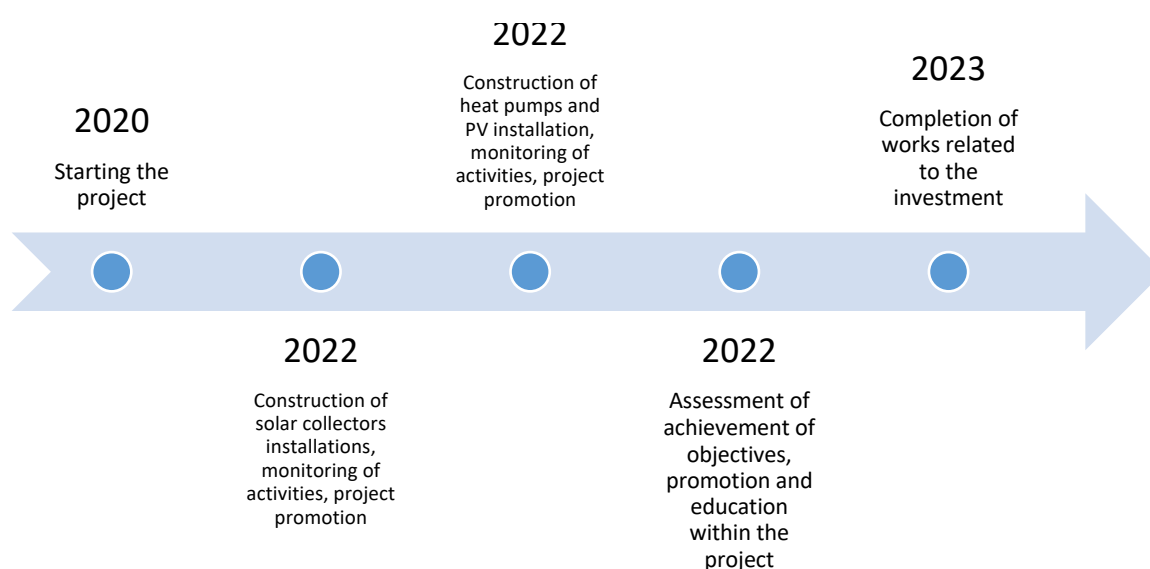 2020
Starting the
project
2022
Construction of
solar collectors
installations,
monitoring of
activities, project
promotion
2022
Construction of
heat pumps and
PV installation,
monitoring of
activities, project
promotion
2022
Assessment of
achievement of
objectives,
promotion and
education
within the
project
2023
Completion of
works related
to the
investment